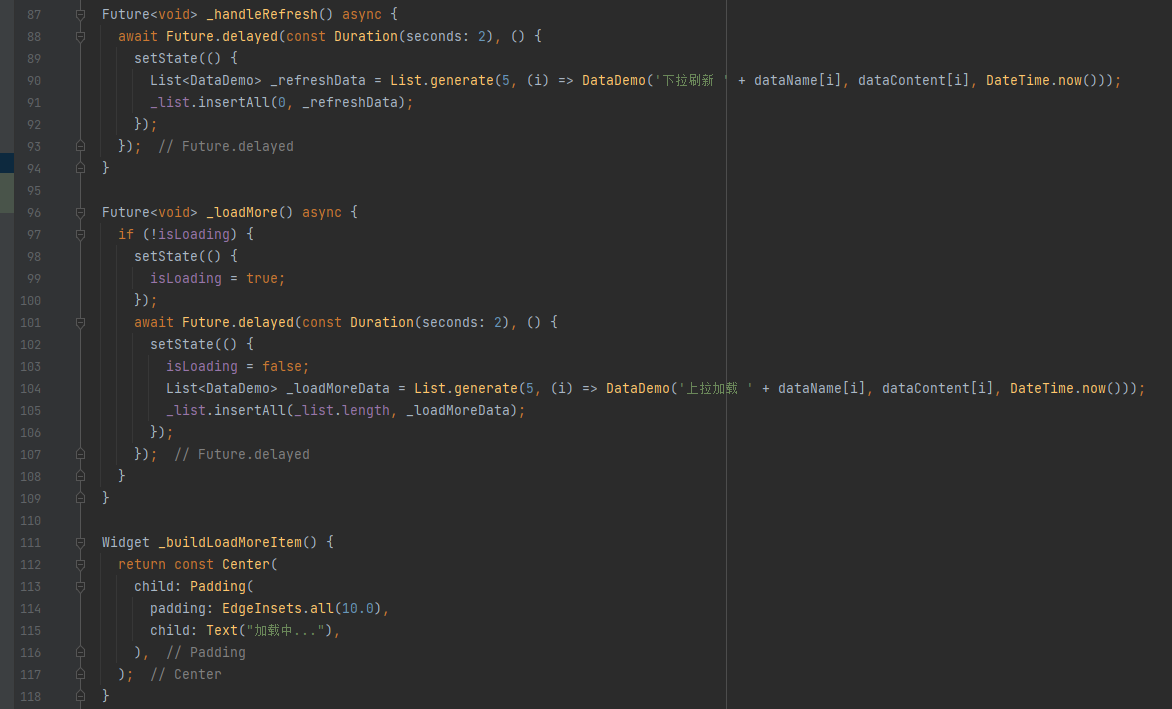 87 Future<void> _handleRefresh() async {
88 await Future.delayed(const Duration(seconds: 2), () {
89 setState(() {
90 List<DataDemo> _refreshData = List.generate(5, (i) => DataDemo('下拉刷新 ' + dataName[i], dataContent[i], DateTime.now()));
91 _list.insertAll(0, _refreshData);
92 });
93 }); // Future.delayed
94 }
95
96 Future<void> _loadMore() async {
97 if (!isLoading) {
98 setState(() {
99 isLoading = true;
100 });
101 await Future.delayed(const Duration(seconds: 2), () {
102 setState(() {
103 isLoading = false;
104 List<DataDemo> _loadMoreData = List.generate(5, (i) => DataDemo('上拉加载 ' + dataName[i], dataContent[i], DateTime.now()));
105 _list.insertAll(_list.length, _loadMoreData);
106 });
107 }); // Future.delayed
108 }
109 }
110
111 Widget _buildLoadMoreItem() {
112 return const Center(
113 child: Padding(
114 padding: EdgeInsets.all(10.0),
115 child: Text("加载中..."),
116 ), // Padding
117 ); // Center
118 }